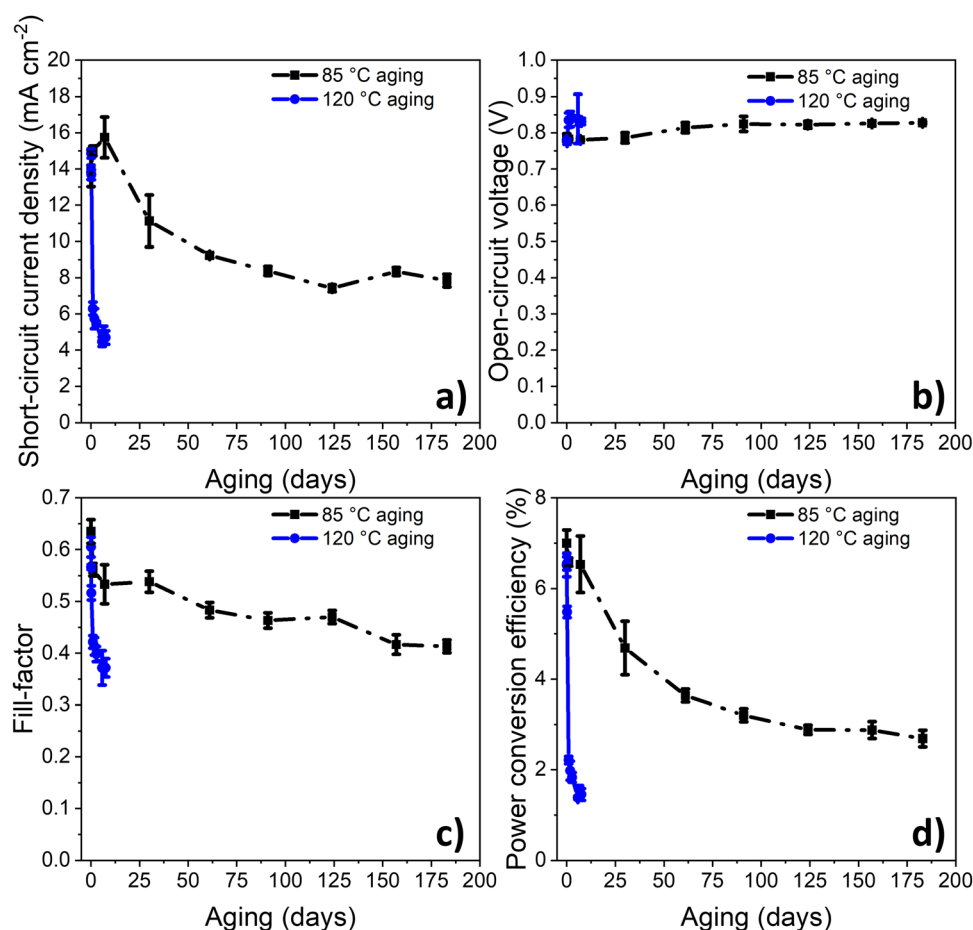 20
18
16
14
12
10
8
6
4
2
0
Short-circuit current density (mA cm-2)
85 °C aging
120 °C aging
a)
0 25 50 75 100 125 150 175 200
Aging (days)
1.0
0.9
0.8
0.7
0.6
0.5
0.4
0.3
0.2
0.1
0.0
Open-circuit voltage (V)
85 °C aging
120 °C aging
b)
0 25 50 75 100 125 150 175 200
Aging (days)
0.7
0.6
0.5
0.4
0.3
0.2
0.1
0.0
Fill-factor
85 °C aging
120 °C aging
c)
0 25 50 75 100 125 150 175 200
Aging (days)
8
6
4
2
0
Power conversion efficiency (%)
85 °C aging
120 °C aging
d)
0 25 50 75 100 125 150 175 200
Aging (days)